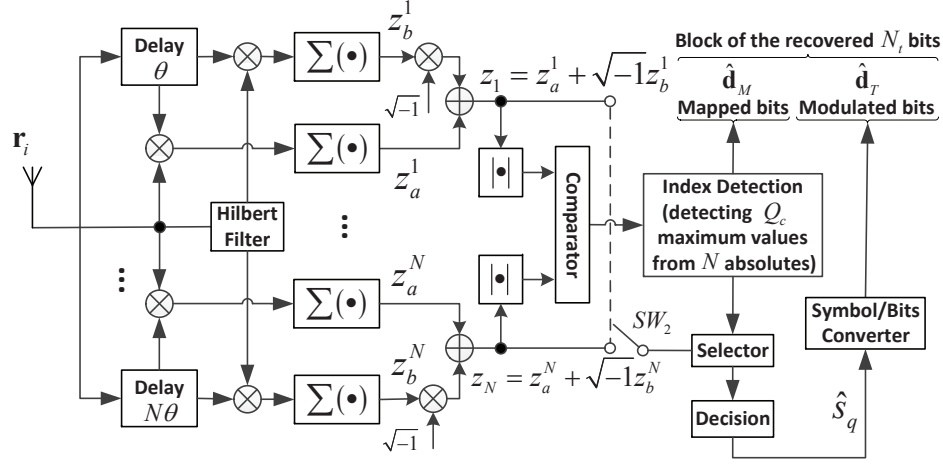 r_i
Delay
θ
Σ(•)
z_b^1
√-1
z_1 = z_a^1 + √-1 z_b^1
Σ(•)
z_a^1
|•|
Hilbert
Filter
...
...
Comparator
Σ(•)
z_a^N
|•|
Delay
Nθ
Σ(•)
z_b^N
√-1
z_N = z_a^N + √-1 z_b^N
SW_2
Block of the recovered N_t bits
d̂_M
Mapped bits
d̂_T
Modulated bits
Index Detection
(detecting Q_c
maximum values
from N absolutes)
Selector
Decision
Symbol/Bits
Converter
ŝ_q